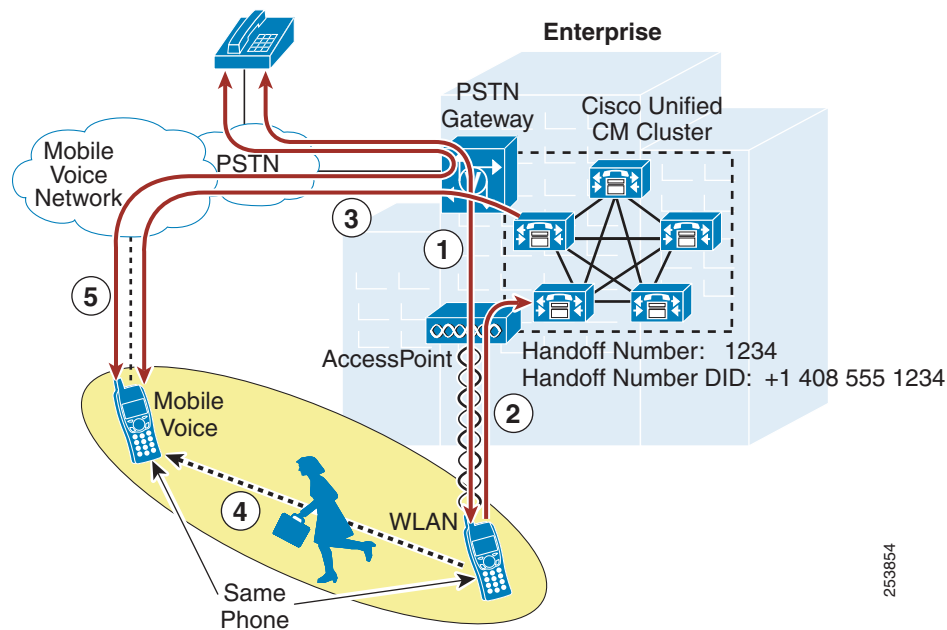 Enterprise
PSTN
Gateway
Cisco Unified
CM Cluster
Mobile
Voice
Network
PSTN
3
1
5
AccessPoint
Handoff Number: 1234
Handoff Number DID: +1 408 555 1234
2
Mobile
Voice
4
WLAN
Same
Phone
253854